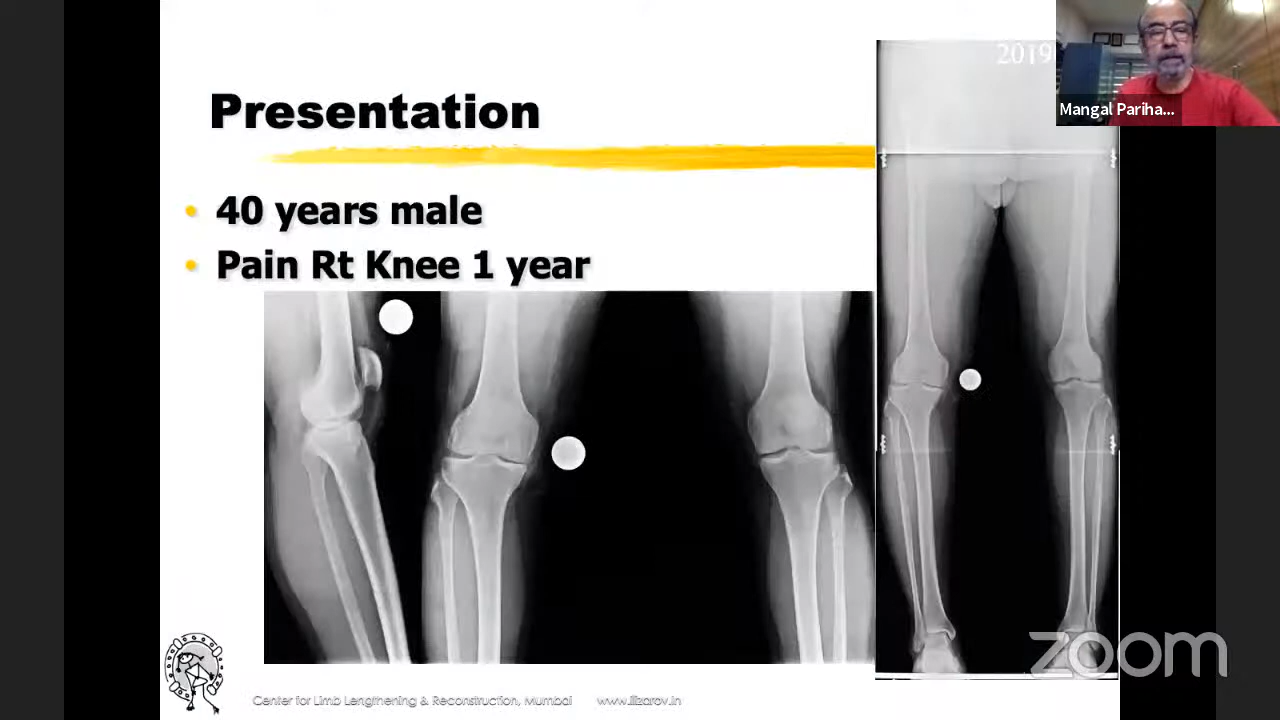 2019
Mangal Pariha...
Presentation
• 40 years male
• Pain Rt Knee 1 year
zoom
Center for Limb Lengthening & Reconstruction, Mumbai www.ilizarov.in